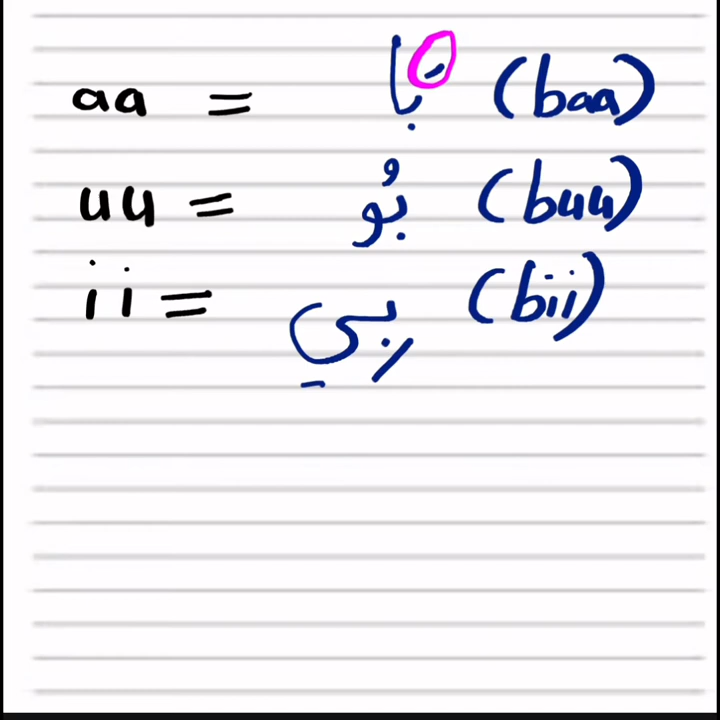 aa = بَا (baa)
uu = بُو (buu)
ii = بِي (bii)